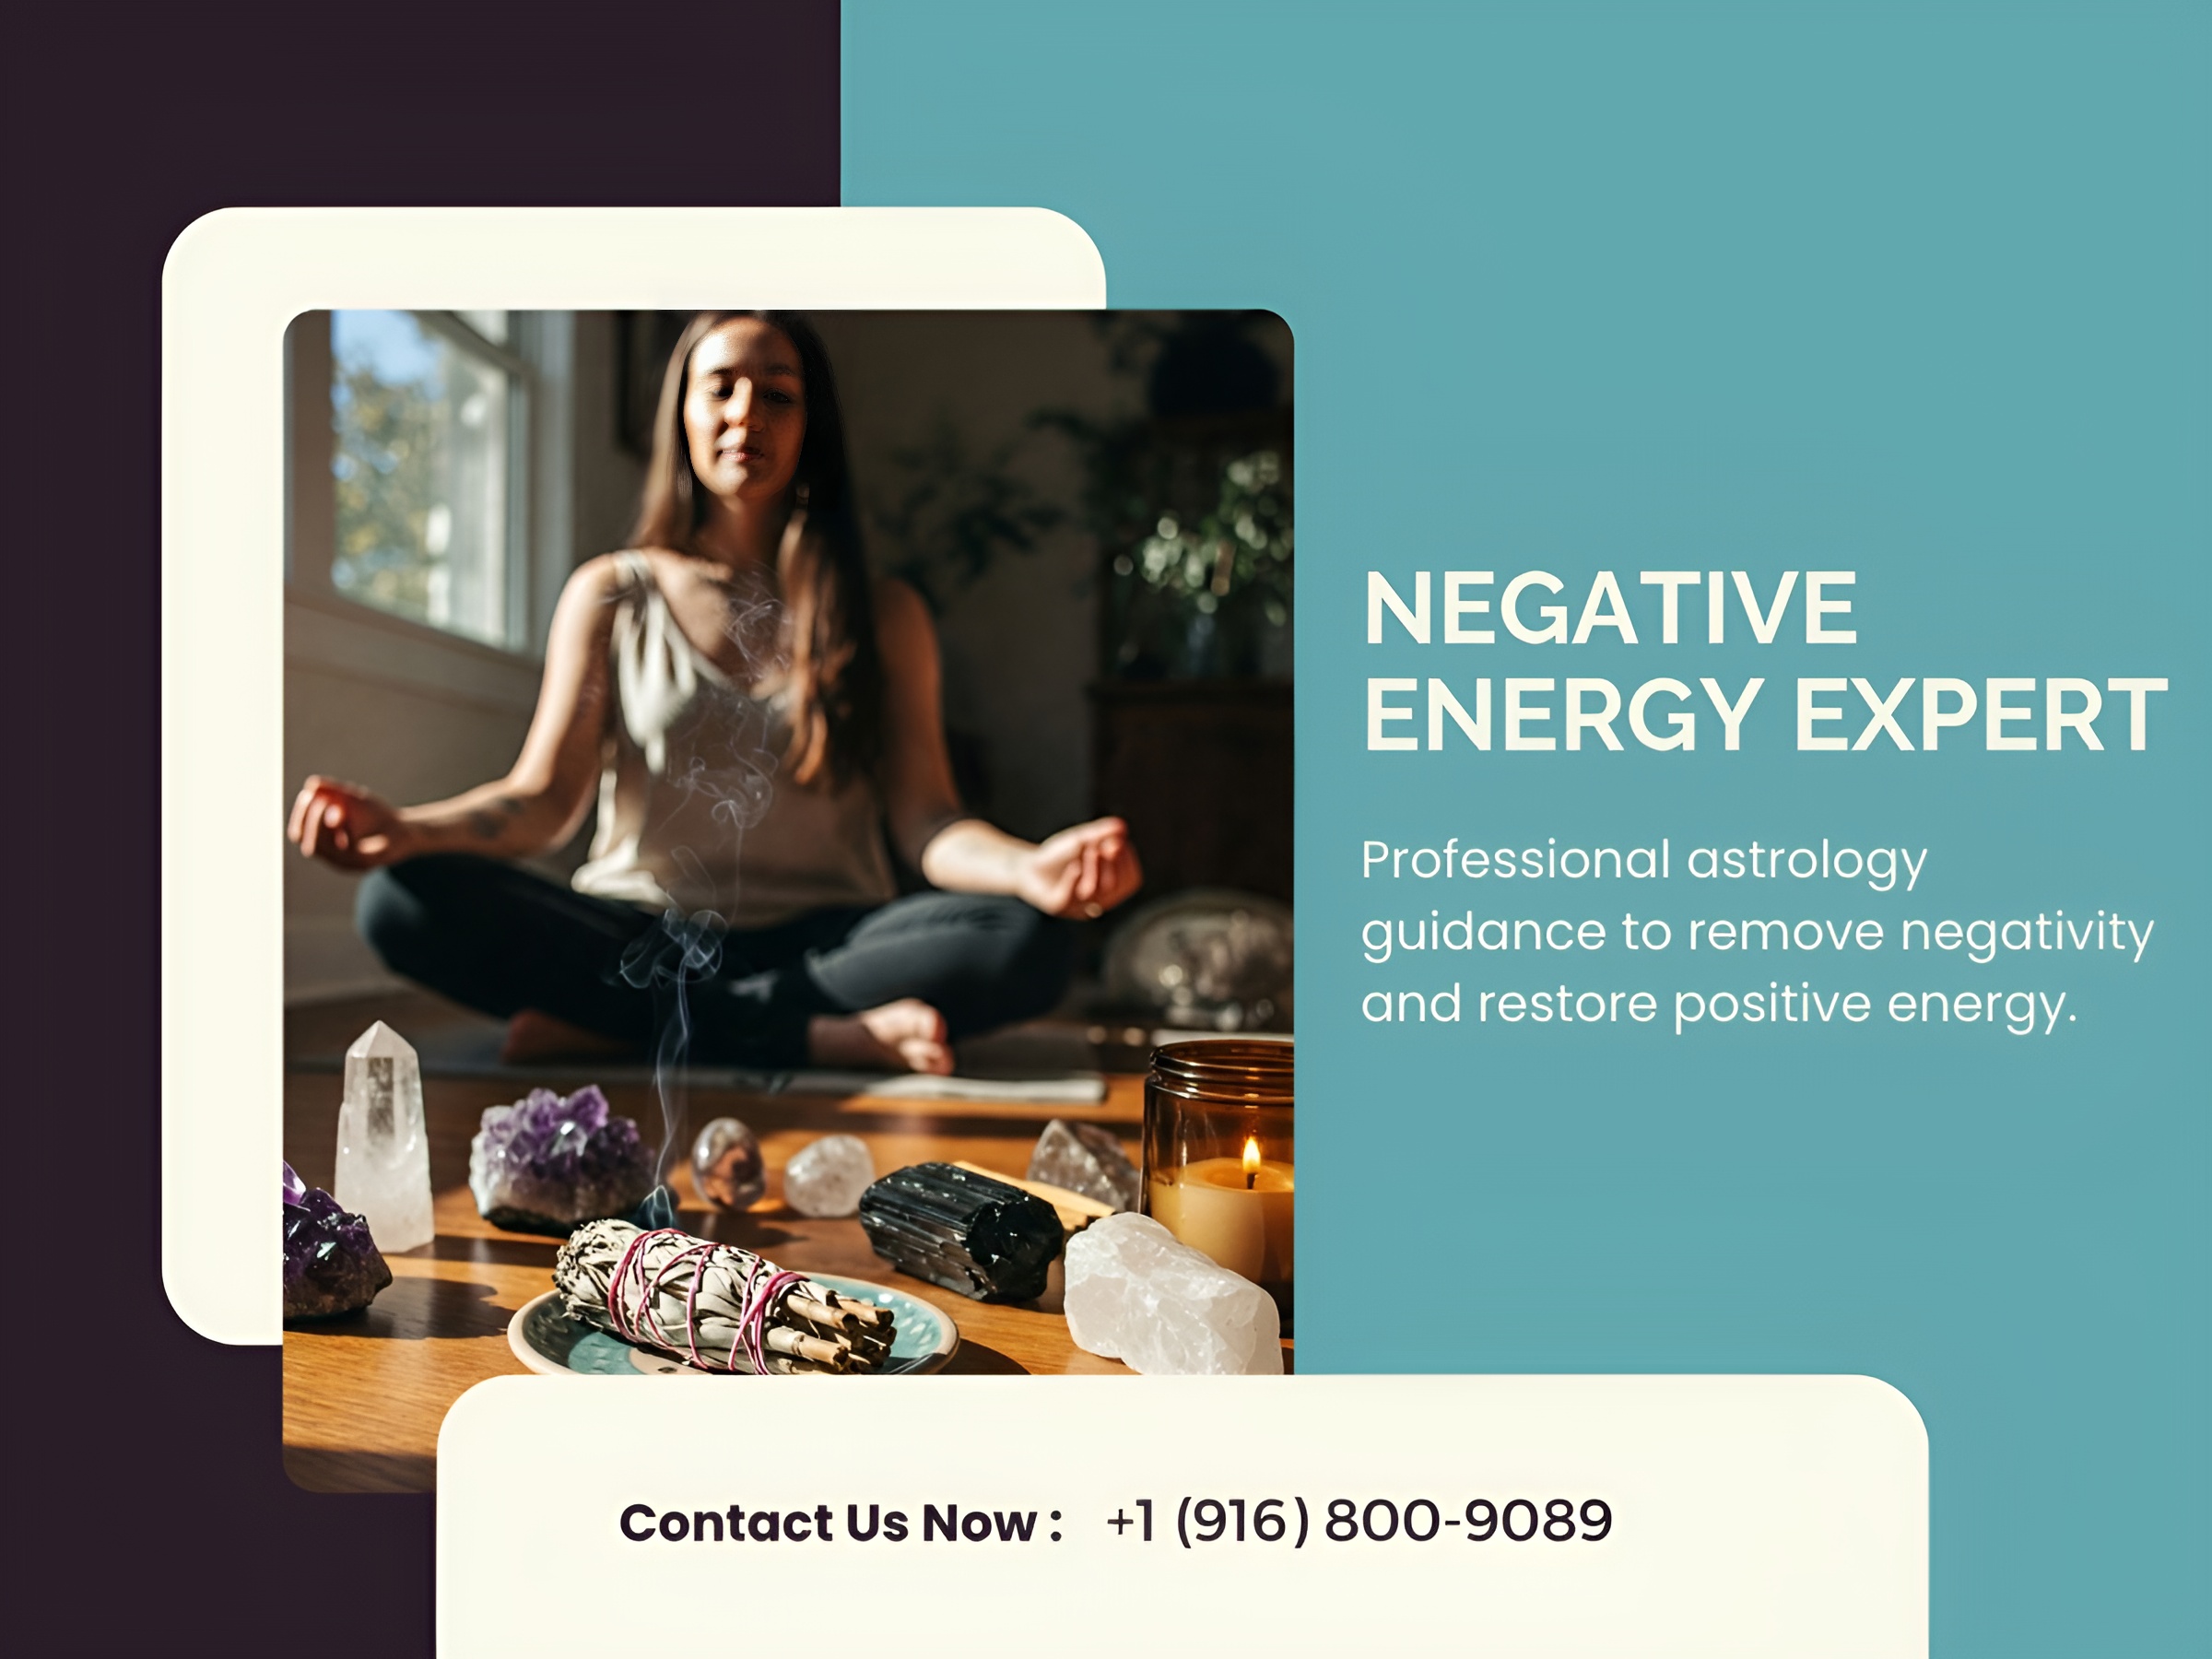 NEGATIVE
ENERGY EXPERT
Professional astrology
guidance to remove negativity
and restore positive energy.
Contact Us Now : +1 (916) 800-9089